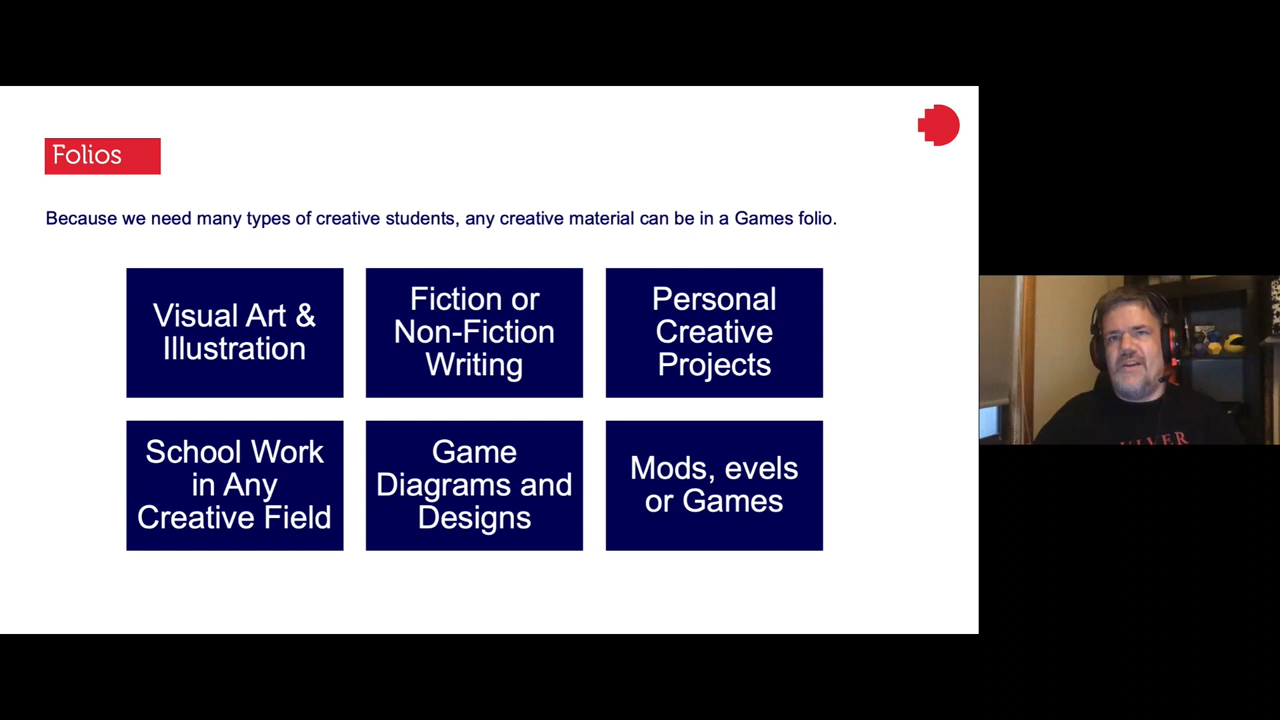 Folios
Because we need many types of creative students, any creative material can be in a Games folio.
Visual Art &
Illustration
Fiction or
Non-Fiction
Writing
Personal
Creative
Projects
School Work
in Any
Creative Field
Game
Diagrams and
Designs
Mods, evels
or Games